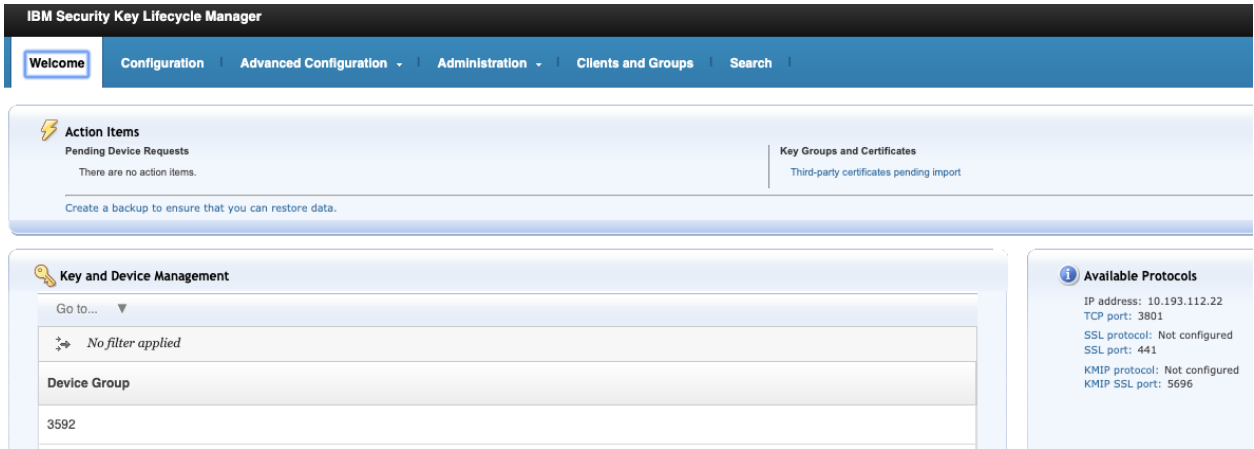 IBM Security Key Lifecycle Manager
Welcome Configuration Advanced Configuration Administration Clients and Groups Search
Action Items
Pending Device Requests
There are no action items.
Key Groups and Certificates
Third-party certificates pending import
Create a backup to ensure that you can restore data.
Key and Device Management
Go to...
No filter applied
Device Group
3592
Available Protocols
IP address: 10.193.112.22
TCP port: 3801
SSL protocol: Not configured
SSL port: 441
KMIP protocol: Not configured
KMIP SSL port: 5696